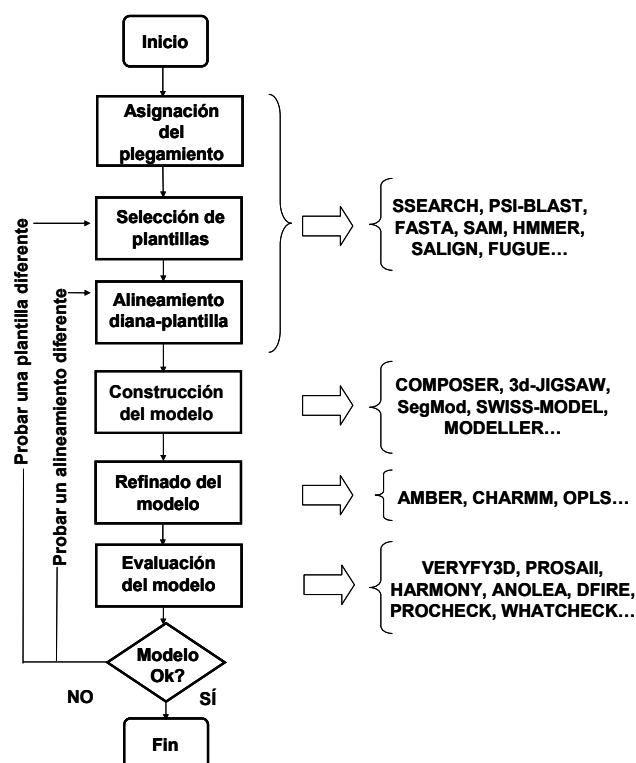 Inicio
Asignación
del
plegamiento
Selección de
plantillas
Alineamiento
diana-plantilla
Construcción
del modelo
Refinado del
modelo
Evaluación
del modelo
Modelo
Ok?
NO
SÍ
Fin
Probar una plantilla diferente
Probar un alineamiento diferente
SSEARCH, PSI-BLAST,
FASTA, SAM, HMMER,
SALIGN, FUGUE…
COMPOSER, 3d-JIGSAW,
SegMod, SWISS-MODEL,
MODELLER…
AMBER, CHARMM, OPLS…
VERYFY3D, PROSAII,
HARMONY, ANOLEA, DFIRE,
PROCHECK, WHATCHECK…